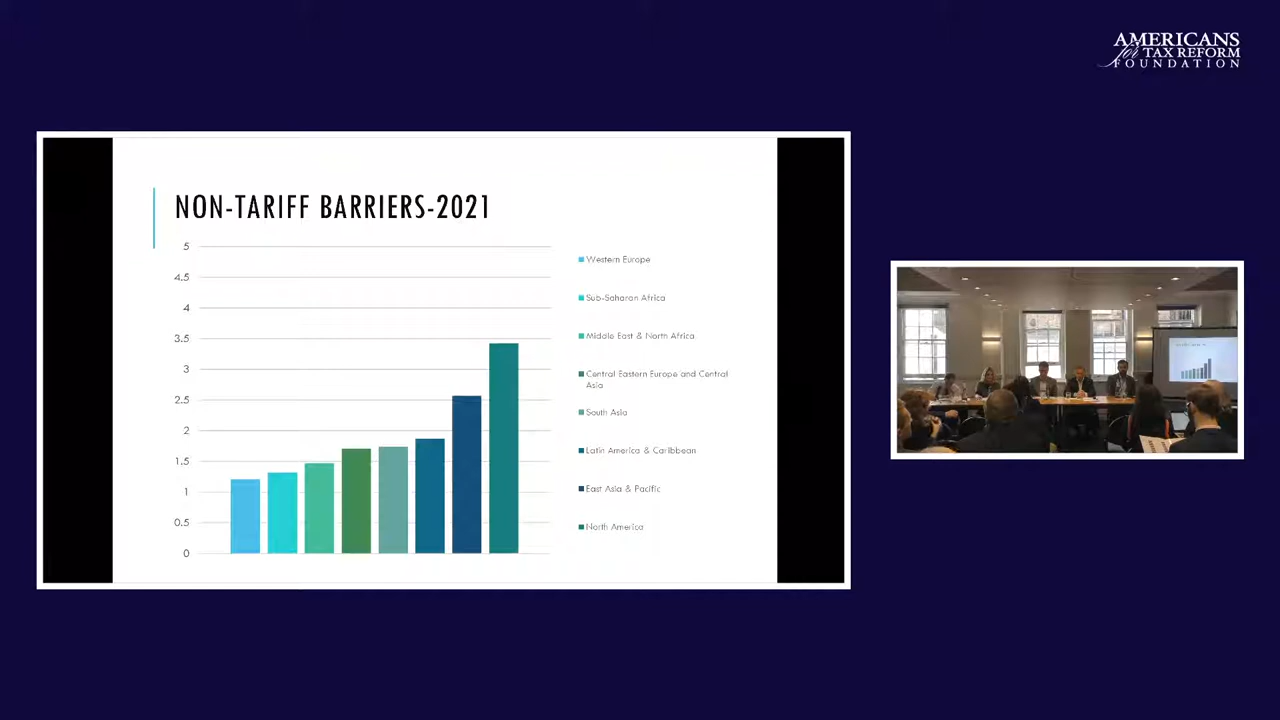 AMERICANS
for TAX REFORM
FOUNDATION
NON-TARIFF BARRIERS-2021
5
4.5
4
3.5
3
2.5
2
1.5
1
0.5
0
Western Europe
Sub-Saharan Africa
Middle East & North Africa
Central Eastern Europe and Central
Asia
South Asia
Latin America & Caribbean
East Asia & Pacific
North America